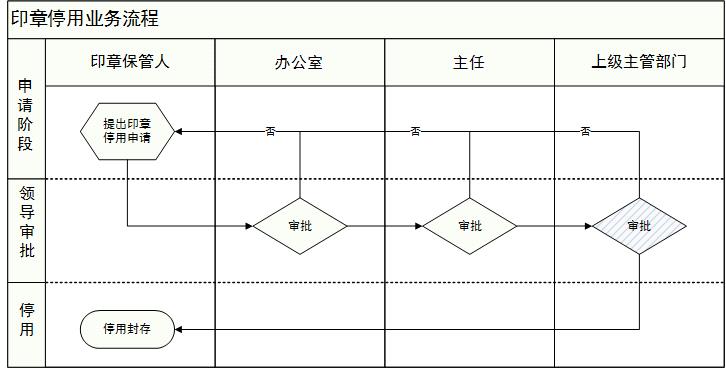 印章停用业务流程
印章保管人
办公室
主任
上级主管部门
申请阶段
提出印章
停用申请
否
否
否
领导审批
审批
审批
审批
停用
停用封存